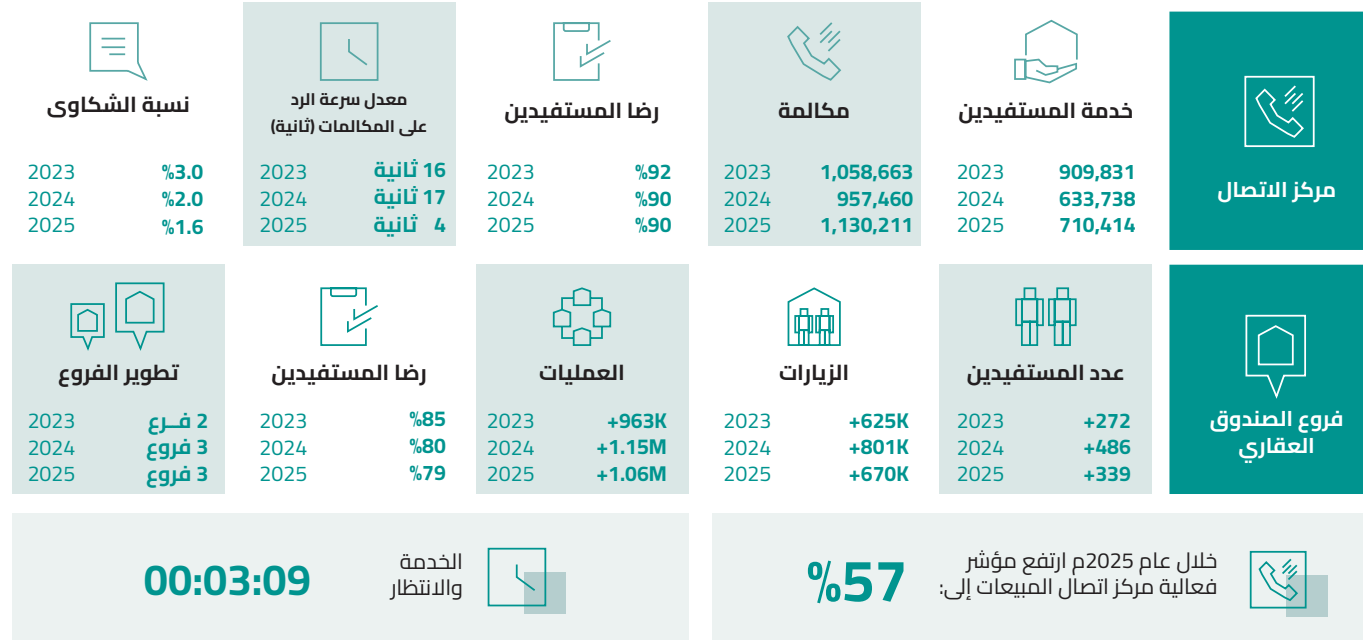 مركز الاتصال
خدمة المستفيدين
909,831 2023
633,738 2024
710,414 2025
مكالمة
1,058,663 2023
957,460 2024
1,130,211 2025
رضا المستفيدين
%92 2023
%90 2024
%90 2025
معدل سرعة الرد
على المكالمات (ثانية)
16 ثانية 2023
17 ثانية 2024
4 ثانية 2025
نسبة الشكاوى
%3.0 2023
%2.0 2024
%1.6 2025
فروع الصندوق
العقاري
عدد المستفيدين
+272 2023
+486 2024
+339 2025
الزيارات
+625K 2023
+801K 2024
+670K 2025
العمليات
+963K 2023
+1.15M 2024
+1.06M 2025
رضا المستفيدين
%85 2023
%80 2024
%79 2025
تطوير الفروع
2 فــرع 2023
3 فروع 2024
3 فروع 2025
خلال عام 2025م ارتفع مؤشر
فعالية مركز اتصال المبيعات إلى:
%57
الخدمة
والانتظار
00:03:09